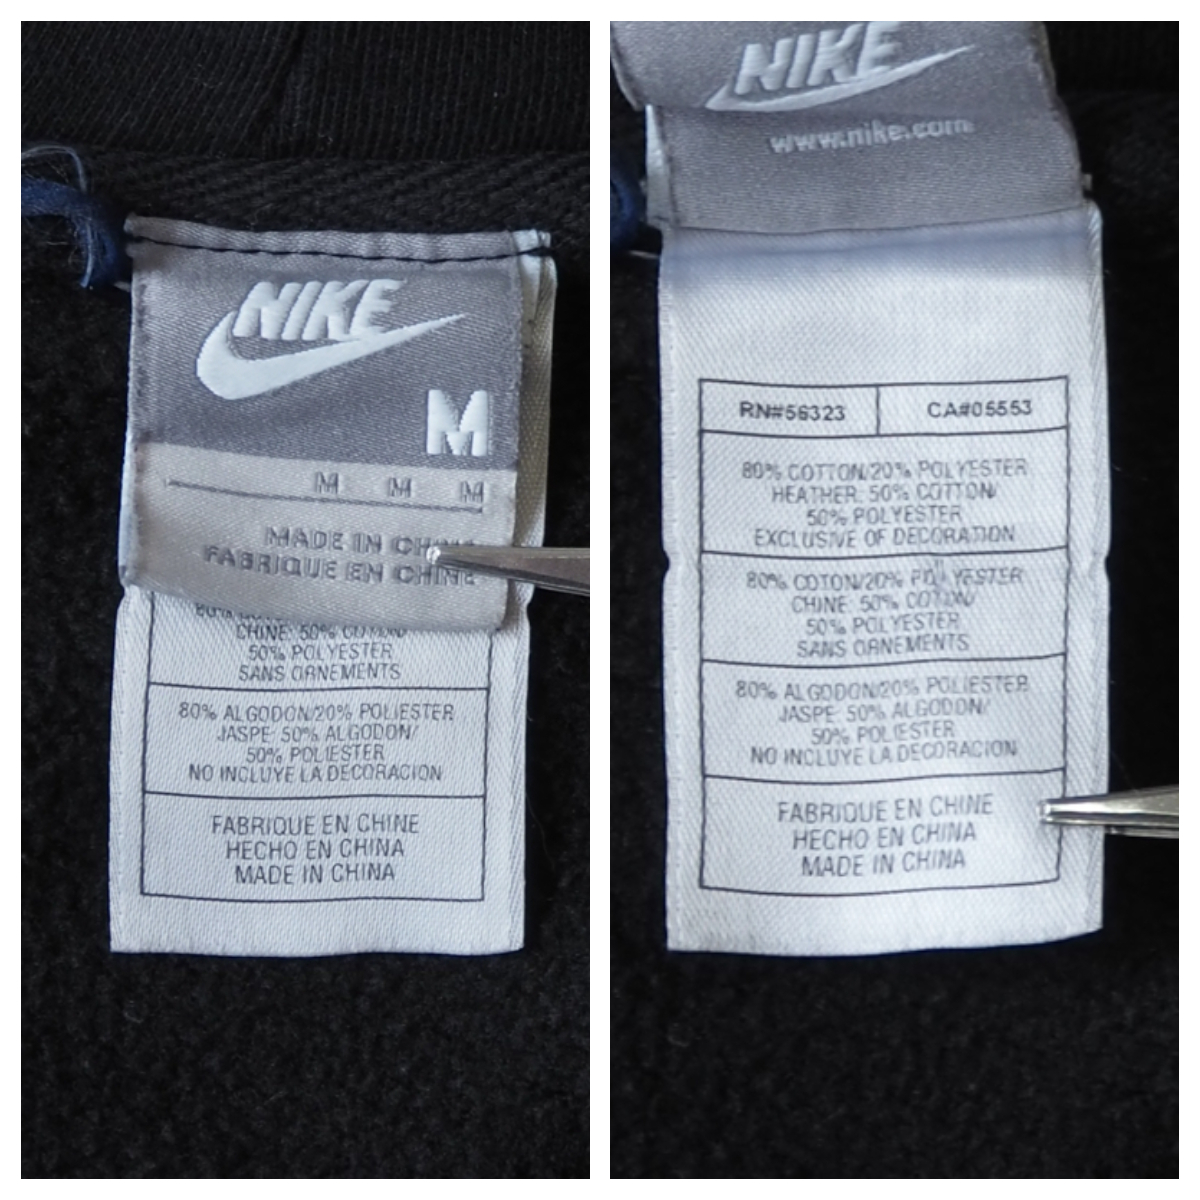 NIKE
M
M M M
MADE IN CHINA
FABRIQUE EN CHINE
CHINE: 50% COTON/
50% POLYESTER
SANS ORNEMENTS
80% ALGODON/20% POLIESTER
JASPE: 50% ALGODON/
50% POLIESTER
NO INCLUYE LA DECORACION
FABRIQUE EN CHINE
HECHO EN CHINA
MADE IN CHINA
NIKE
www.nike.com
RN#56323 CA#05553
80% COTTON/20% POLYESTER
HEATHER: 50% COTTON/
50% POLYESTER
EXCLUSIVE OF DECORATION
80% COTON/20% POLYESTER
CHINE: 50% COTON/
50% POLYESTER
SANS ORNEMENTS
80% ALGODON/20% POLIESTER
JASPE: 50% ALGODON/
50% POLIESTER
NO INCLUYE LA DECORACION
FABRIQUE EN CHINE
HECHO EN CHINA
MADE IN CHINA